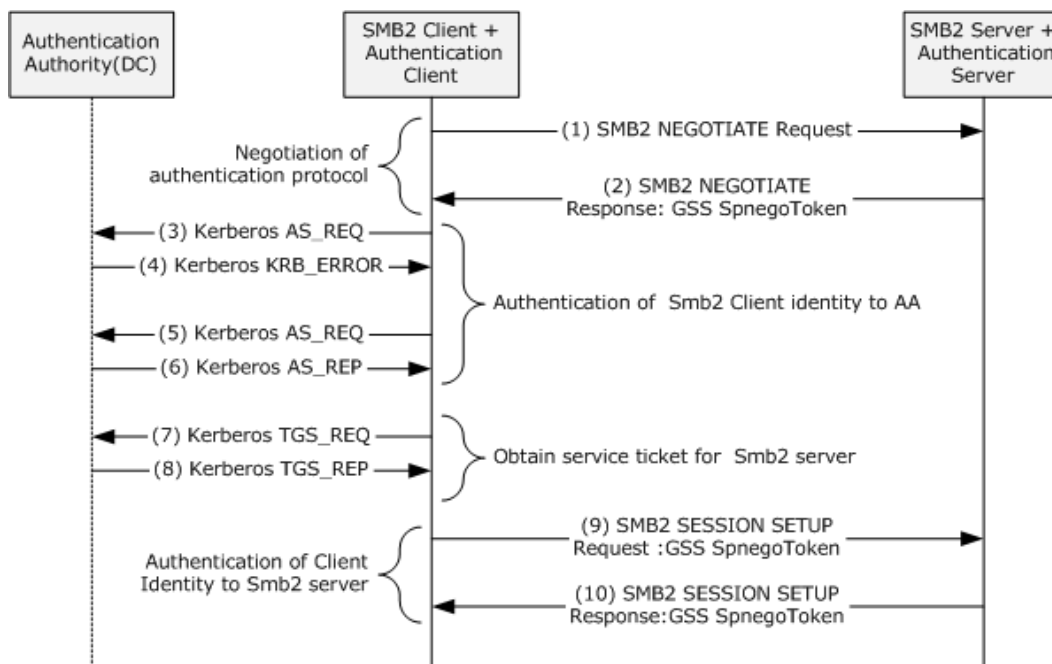 Authentication
Authority(DC)
SMB2 Client +
Authentication
Client
SMB2 Server +
Authentication
Server
(1) SMB2 NEGOTIATE Request
Negotiation of
authentication protocol
(2) SMB2 NEGOTIATE
Response: GSS SpnegoToken
(3) Kerberos AS_REQ
(4) Kerberos KRB_ERROR
Authentication of Smb2 Client identity to AA
(5) Kerberos AS_REQ
(6) Kerberos AS_REP
(7) Kerberos TGS_REQ
(8) Kerberos TGS_REP
Obtain service ticket for Smb2 server
(9) SMB2 SESSION SETUP
Request :GSS SpnegoToken
Authentication of Client
Identity to Smb2 server
(10) SMB2 SESSION SETUP
Response:GSS SpnegoToken